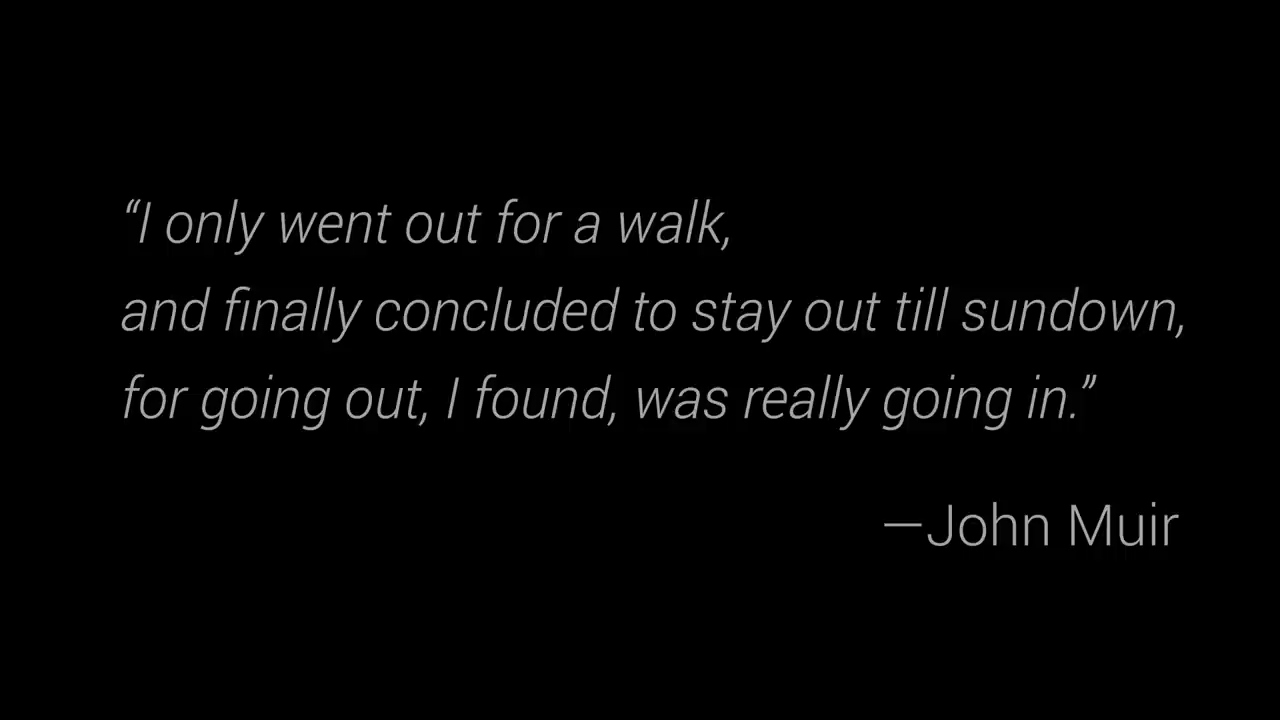 “I only went out for a walk,
and finally concluded to stay out till sundown,
for going out, I found, was really going in.”
—John Muir